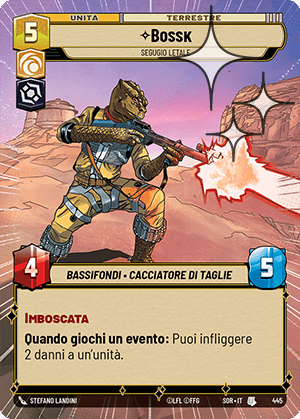 UNITÀ TERRESTRE
5
✧BOSSK
SEGUGIO LETALE
4
BASSIFONDI • CACCIATORE DI TAGLIE
5
IMBOSCATA
Quando giochi un evento: Puoi infliggere
2 danni a un'unità.
STEFANO LANDINI ©LFL ©FFG SOR • IT 445